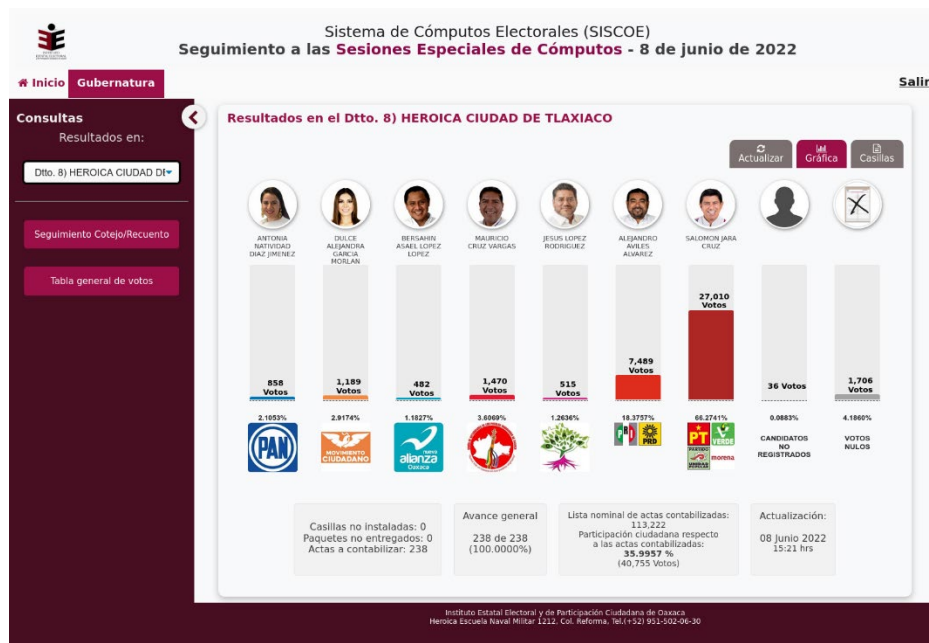 Sistema de Cómputos Electorales (SISCOE)
Seguimiento a las Sesiones Especiales de Cómputos - 8 de junio de 2022
Inicio
Gubernatura
Salir
Consultas
Resultados en:
Dtto. 8) HEROICA CIUDAD DE
Seguimiento Cotejo/Recuento
Tabla general de votos
Resultados en el Dtto. 8) HEROICA CIUDAD DE TLAXIACO
Actualizar
Gráfica
Casillas
ANTONIA
NATIVIDAD
DIAZ JIMENEZ
DULCE
ALEJANDRA
GARCIA
MORLAN
BERSAHIN
ASAEL LOPEZ
LOPEZ
MAURICIO
CRUZ VARGAS
JESUS LOPEZ
RODRIGUEZ
ALEJANDRO
AVILES
ALVAREZ
SALOMON JARA
CRUZ
858
Votos
1,189
Votos
482
Votos
1,470
Votos
515
Votos
7,489
Votos
27,010
Votos
36 Votos
1,706
Votos
2.1053%
2.9174%
1.1827%
3.6069%
1.2636%
18.3757%
66.2741%
0.0883%
4.1860%
PAN
MOVIMIENTO
CIUDADANO
nueva
alianza
Oaxaca
PRI
PRD
PT
VERDE
PARTIDO
UNIDAD
POPULAR
morena
CANDIDATOS
NO
REGISTRADOS
VOTOS
NULOS
Casillas no instaladas: 0
Paquetes no entregados: 0
Actas a contabilizar: 238
Avance general
238 de 238
(100.0000%)
Lista nominal de actas contabilizadas:
113,222
Participación ciudadana respecto
a las actas contabilizadas:
35.9957 %
(40,755 Votos)
Actualización:
08 Junio 2022
15:21 hrs
Instituto Estatal Electoral y de Participación Ciudadana de Oaxaca
Heroica Escuela Naval Militar 1212, Col. Reforma, Tel.(+52) 951-502-06-30